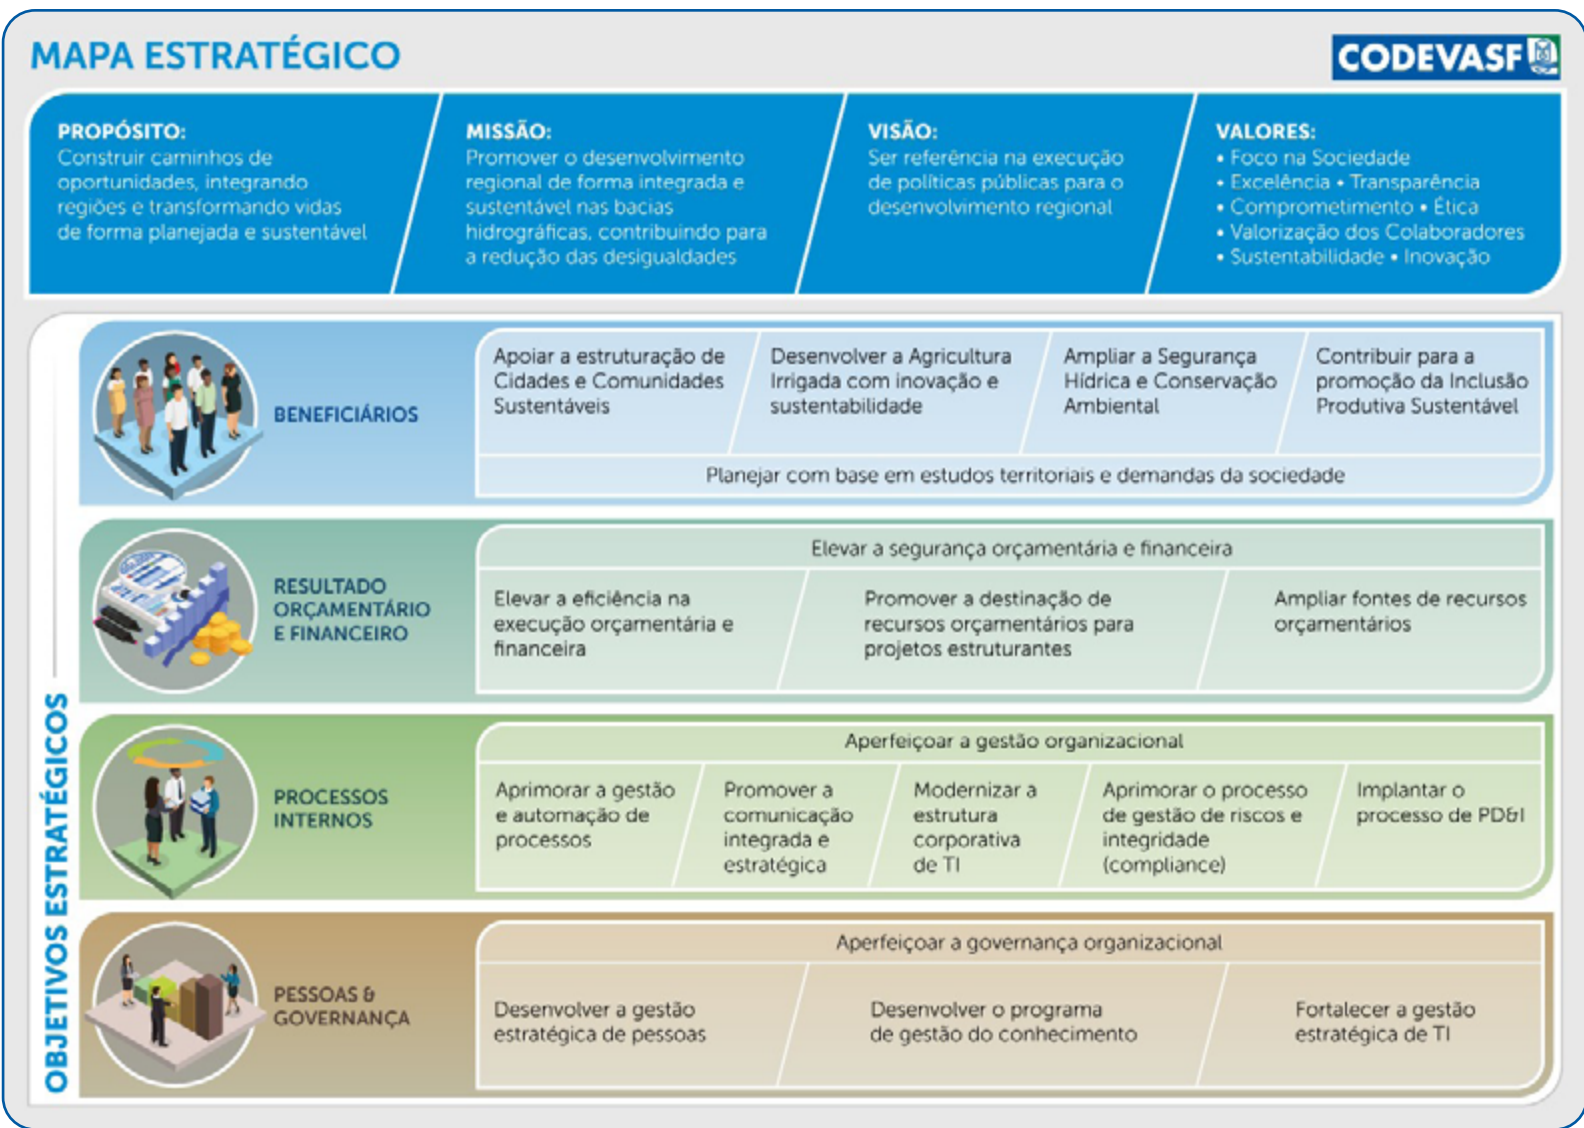 MAPA ESTRATÉGICO
CODEVASF
PROPÓSITO:
Construir caminhos de
oportunidades, integrando
regiões e transformando vidas
de forma planejada e sustentável
MISSÃO:
Promover o desenvolvimento
regional de forma integrada e
sustentável nas bacias
hidrográficas, contribuindo para
a redução das desigualdades
VISÃO:
Ser referência na execução
de políticas públicas para o
desenvolvimento regional
VALORES:
• Foco na Sociedade
• Excelência • Transparência
• Comprometimento • Ética
• Valorização dos Colaboradores
• Sustentabilidade • Inovação
OBJETIVOS ESTRATÉGICOS
BENEFICIÁRIOS
Apoiar a estruturação de
Cidades e Comunidades
Sustentáveis
Desenvolver a Agricultura
Irrigada com inovação e
sustentabilidade
Ampliar a Segurança
Hídrica e Conservação
Ambiental
Contribuir para a
promoção da Inclusão
Produtiva Sustentável
Planejar com base em estudos territoriais e demandas da sociedade
RESULTADO
ORÇAMENTÁRIO
E FINANCEIRO
Elevar a segurança orçamentária e financeira
Elevar a eficiência na
execução orçamentária e
financeira
Promover a destinação de
recursos orçamentários para
projetos estruturantes
Ampliar fontes de recursos
orçamentários
PROCESSOS
INTERNOS
Aperfeiçoar a gestão organizacional
Aprimorar a gestão
e automação de
processos
Promover a
comunicação
integrada e
estratégica
Modernizar a
estrutura
corporativa
de TI
Aprimorar o processo
de gestão de riscos e
integridade
(compliance)
Implantar o
processo de PD&I
PESSOAS &
GOVERNANÇA
Aperfeiçoar a governança organizacional
Desenvolver a gestão
estratégica de pessoas
Desenvolver o programa
de gestão do conhecimento
Fortalecer a gestão
estratégica de TI